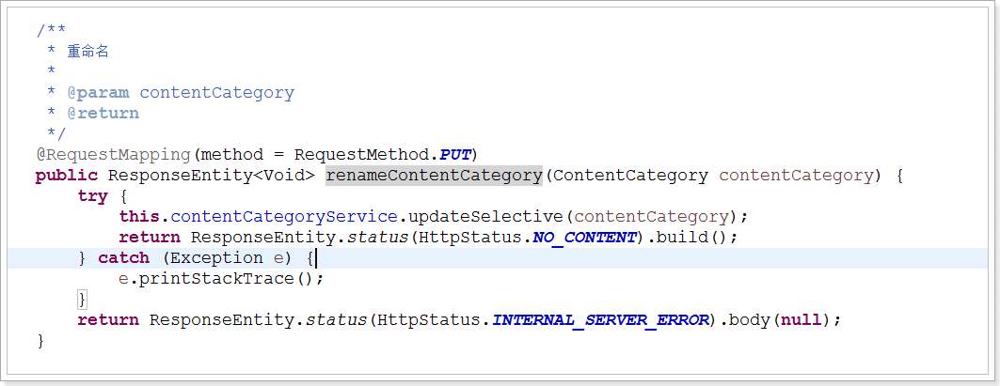 /**
 * 重命名
 *
 * @param contentCategory
 * @return
 */
@RequestMapping(method = RequestMethod.PUT)
public ResponseEntity<Void> renameContentCategory(ContentCategory contentCategory) {
    try {
        this.contentCategoryService.updateSelective(contentCategory);
        return ResponseEntity.status(HttpStatus.NO_CONTENT).build();
    } catch (Exception e) {
        e.printStackTrace();
    }
    return ResponseEntity.status(HttpStatus.INTERNAL_SERVER_ERROR).body(null);
}